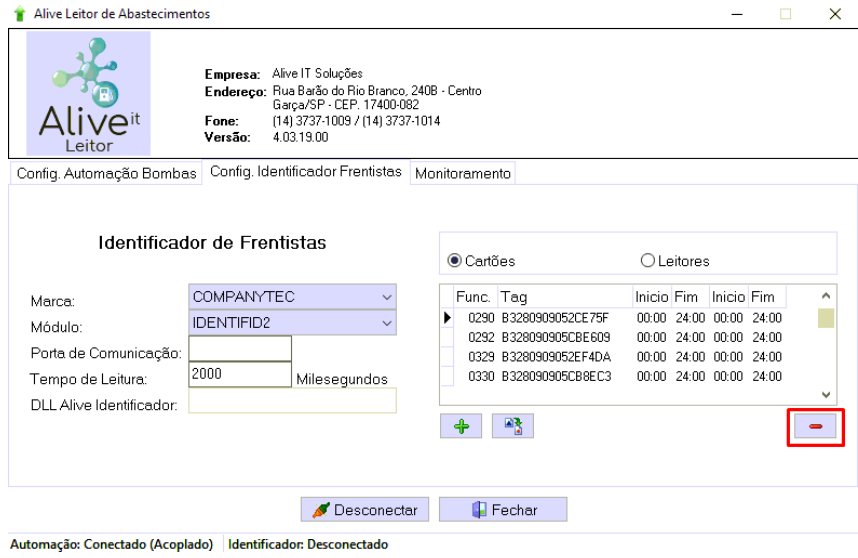 Alive Leitor de Abastecimentos
Alive it
Leitor
Empresa: Alive IT Soluções
Endereço: Rua Barão do Rio Branco, 240B - Centro
Garça/SP - CEP. 17400-082
Fone: (14) 3737-1009 / (14) 3737-1014
Versão: 4.03.19.00
Config. Automação Bombas Config. Identificador Frentistas Monitoramento
Identificador de Frentistas
Marca: COMPANYTEC
Módulo: IDENTIFID2
Porta de Comunicação:
Tempo de Leitura: 2000 Milesegundos
DLL Alive Identificador:
Cartões Leitores
Func. Tag Inicio Fim Inicio Fim
0290 B3280909052CE75F 00:00 24:00 00:00 24:00
0292 B328090905CBE609 00:00 24:00 00:00 24:00
0329 B3280909052EF4DA 00:00 24:00 00:00 24:00
0330 B328090905CB8EC3 00:00 24:00 00:00 24:00
Desconectar Fechar
Automação: Conectado (Acoplado) Identificador: Desconectado